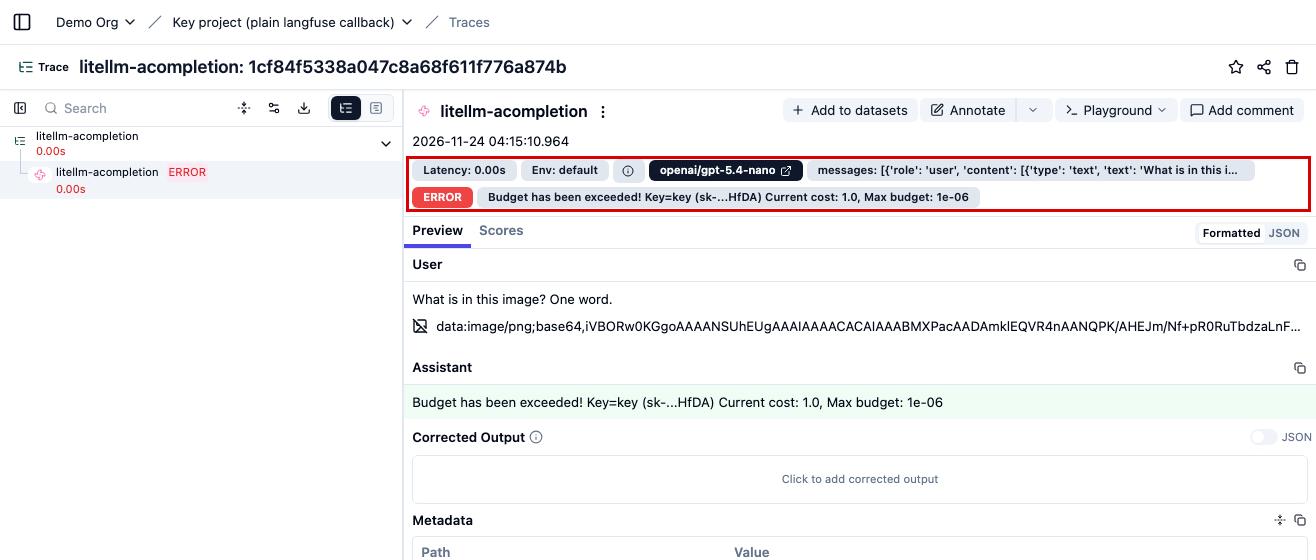 Demo Org / Key project (plain langfuse callback) / Traces
Trace litellm-acompletion: 1cf84f5338a047c8a68f611f776a874b
Search
litellm-acompletion
0.00s
litellm-acompletion ERROR
0.00s
litellm-acompletion
Add to datasets
Annotate
Playground
Add comment
2026-11-24 04:15:10.964
Latency: 0.00s Env: default openai/gpt-5.4-nano messages: [{'role': 'user', 'content': [{'type': 'text', 'text': 'What is in this i...
ERROR Budget has been exceeded! Key=key (sk-...HfDA) Current cost: 1.0, Max budget: 1e-06
Preview Scores
Formatted JSON
User
What is in this image? One word.
data:image/png;base64,iVBORw0KGgoAAAANSUhEUgAAAIAAAACACAIAAABMXPacAADAmklEQVR4nAANQPK/AHEJm/Nf+pR0RuTbdzaLnF...
Assistant
Budget has been exceeded! Key=key (sk-...HfDA) Current cost: 1.0, Max budget: 1e-06
Corrected Output
JSON
Click to add corrected output
Metadata
Path Value